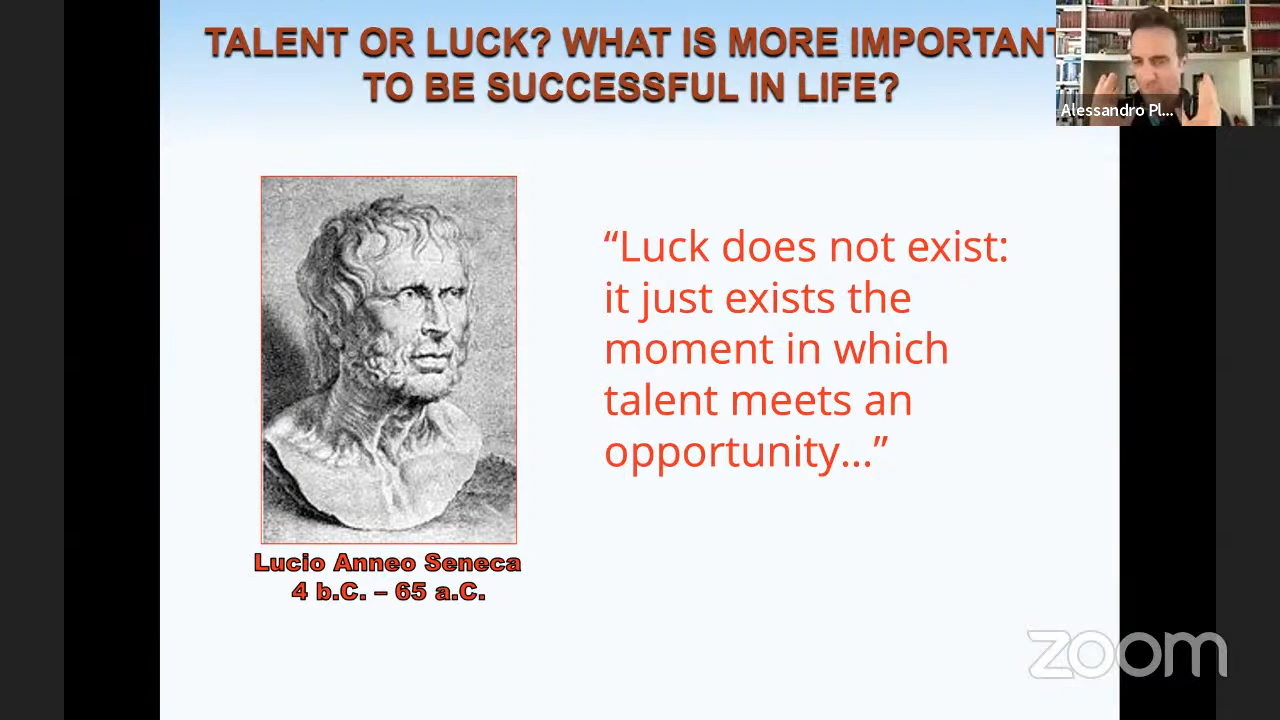 TALENT OR LUCK? WHAT IS MORE IMPORTANT
TO BE SUCCESSFUL IN LIFE?
Alessandro Pl...
“Luck does not exist:
it just exists the
moment in which
talent meets an
opportunity...”
Lucio Anneo Seneca
4 b.C. – 65 a.C.
zoom